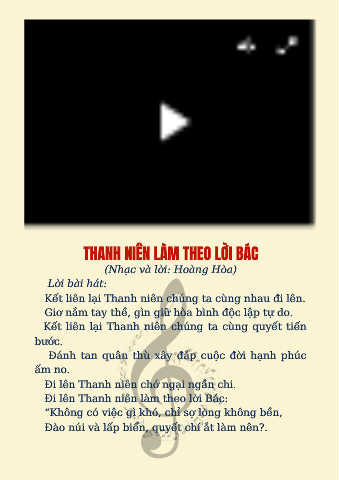 THANH NIÊN LÀM THEO LỜI BÁC
(Nhạc và lời: Hoàng Hòa)
Lời bài hát:
Kết liên lại Thanh niên chúng ta cùng nhau đi lên.
Giơ nắm tay thề, gìn giữ hòa bình độc lập tự do.
Kết liên lại Thanh niên chúng ta cùng quyết tiến
bước.
Đánh tan quân thù xây đắp cuộc đời hạnh phúc
ấm no.
Đi lên Thanh niên chớ ngại ngần chi.
Đi lên Thanh niên làm theo lời Bác:
“Không có việc gì khó, chỉ sợ lòng không bền,
Đào núi và lấp biển, quyết chí ắt làm nên?.